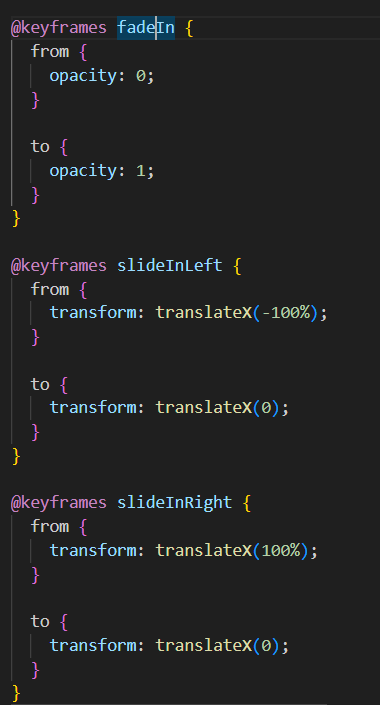 @keyframes fadeIn {
  from {
    opacity: 0;
  }

  to {
    opacity: 1;
  }
}

@keyframes slideInLeft {
  from {
    transform: translateX(-100%);
  }

  to {
    transform: translateX(0);
  }
}

@keyframes slideInRight {
  from {
    transform: translateX(100%);
  }

  to {
    transform: translateX(0);
  }
}